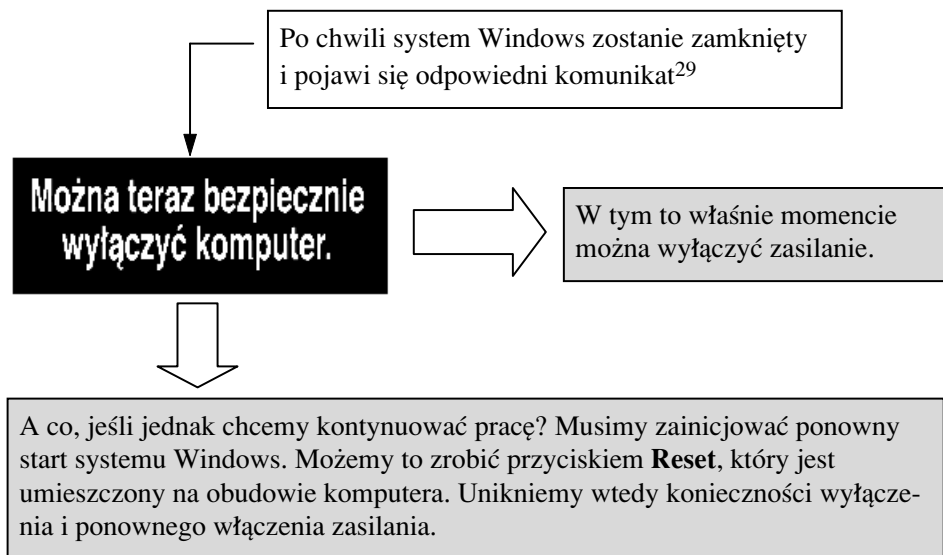 Po chwili system Windows zostanie zamknięty
i pojawi się odpowiedni komunikat29
Można teraz bezpiecznie
wyłączyć komputer.
W tym to właśnie momencie
można wyłączyć zasilanie.
A co, jeśli jednak chcemy kontynuować pracę? Musimy zainicjować ponowny
start systemu Windows. Możemy to zrobić przyciskiem Reset, który jest
umieszczony na obudowie komputera. Unikniemy wtedy konieczności wyłącze-
nia i ponownego włączenia zasilania.